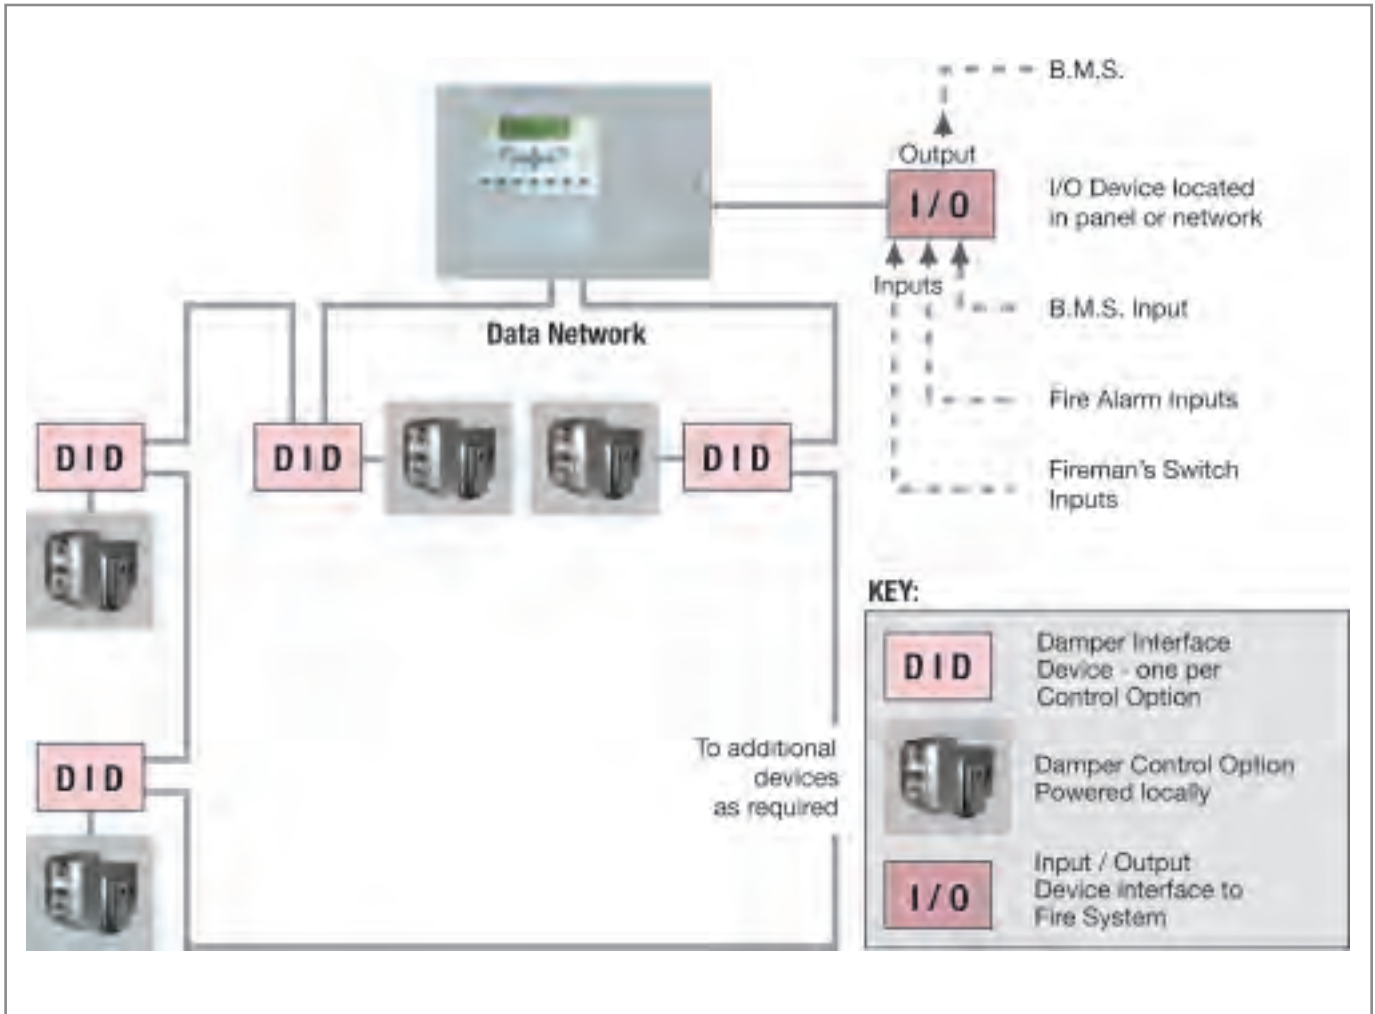 B.M.S.
Output
I/O
I/O Device located
in panel or network
Inputs
B.M.S. Input
Data Network
Fire Alarm Inputs
Fireman's Switch
Inputs
DID
DID
DID
DID
To additional
devices
as required
KEY:
DID
Damper Interface
Device - one per
Control Option
Damper Control Option
Powered locally
I/O
Input / Output
Device interface to
Fire System